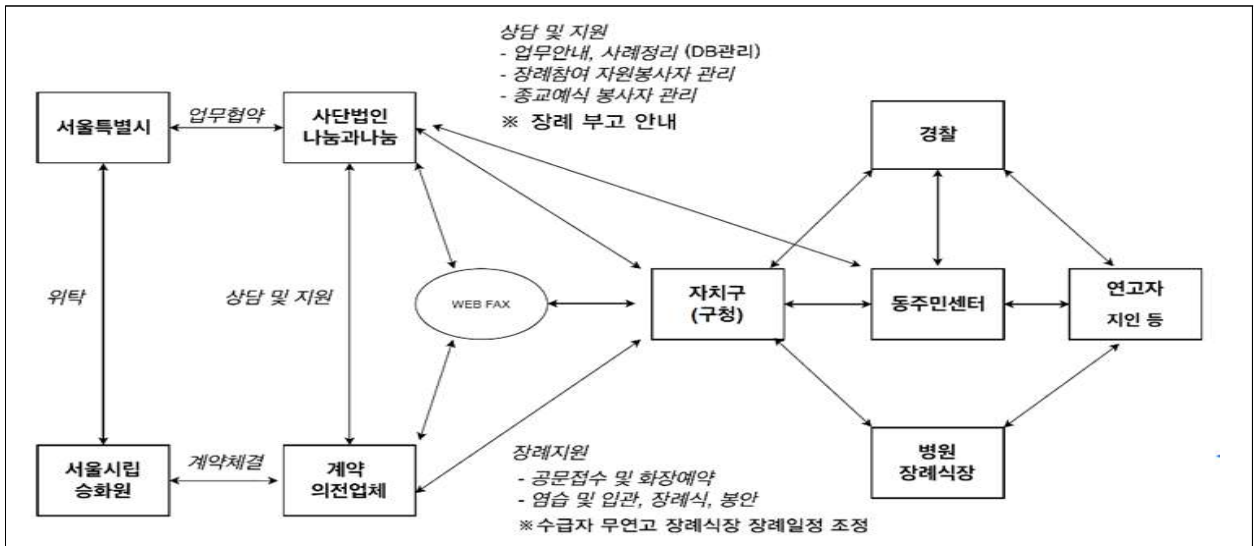 상담 및 지원
- 업무안내, 사례정리 (DB관리)
- 장례참여 자원봉사자 관리
- 종교예식 봉사자 관리
※ 장례 부고 안내
서울특별시
업무협약
사단법인
나눔과나눔
경찰
위탁
상담 및 지원
WEB FAX
자치구
(구청)
동주민센터
연고자
지인 등
서울시립
승화원
계약체결
계약
의전업체
장례지원
- 공문접수 및 화장예약
- 염습 및 입관, 장례식, 봉안
※수급자 무연고 장례식장 장례일정 조정
병원
장례식장